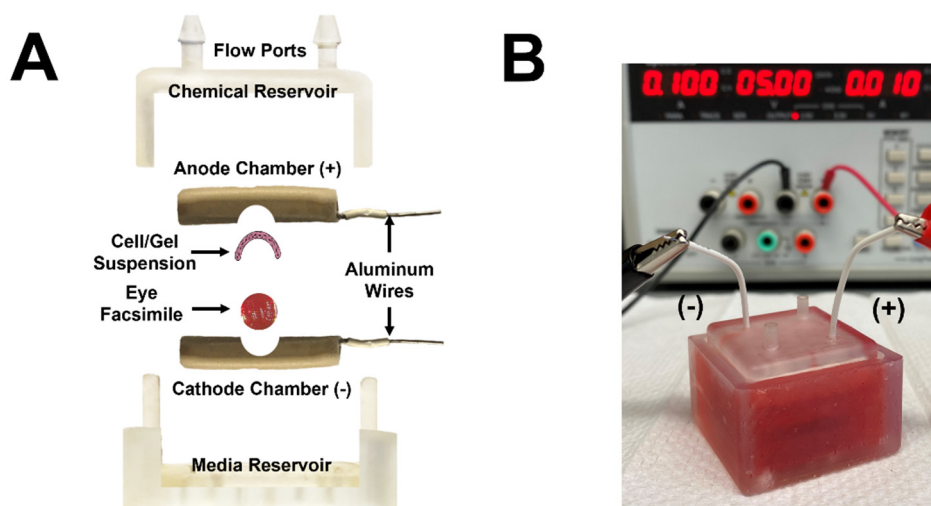 A
Flow Ports
Chemical Reservoir
Anode Chamber (+)
Cell/Gel
Suspension
Eye
Facsimile
Aluminum
Wires
Cathode Chamber (-)
Media Reservoir
B
0.100 05.00 0.010
(-)
(+)